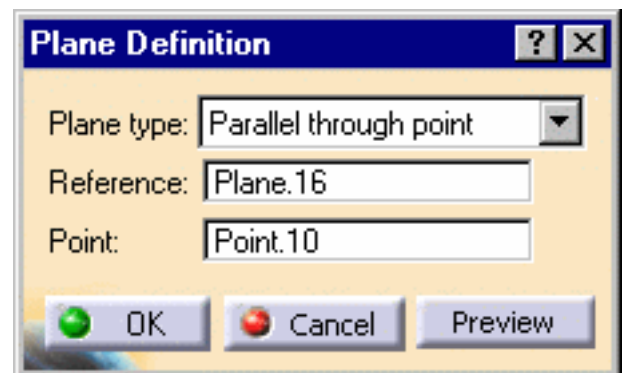 Plane Definition ? X
Plane type: Parallel through point
Reference: Plane.16
Point: Point.10
OK Cancel Preview